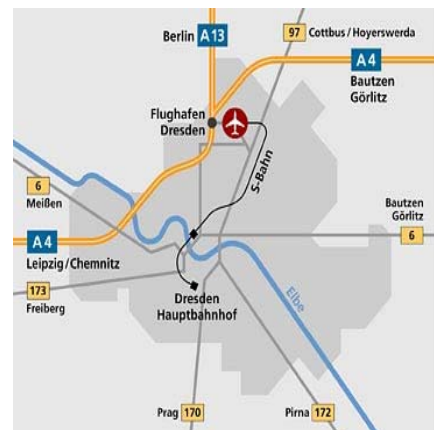 Berlin A13
97 Cottbus/Hoyerswerda
A4
Bautzen
Görlitz
Flughafen
Dresden
S-Bahn
6
Meißen
Bautzen
Görlitz
6
A4
Leipzig/Chemnitz
173
Freiberg
Dresden
Hauptbahnhof
Elbe
Prag 170
Pirna 172